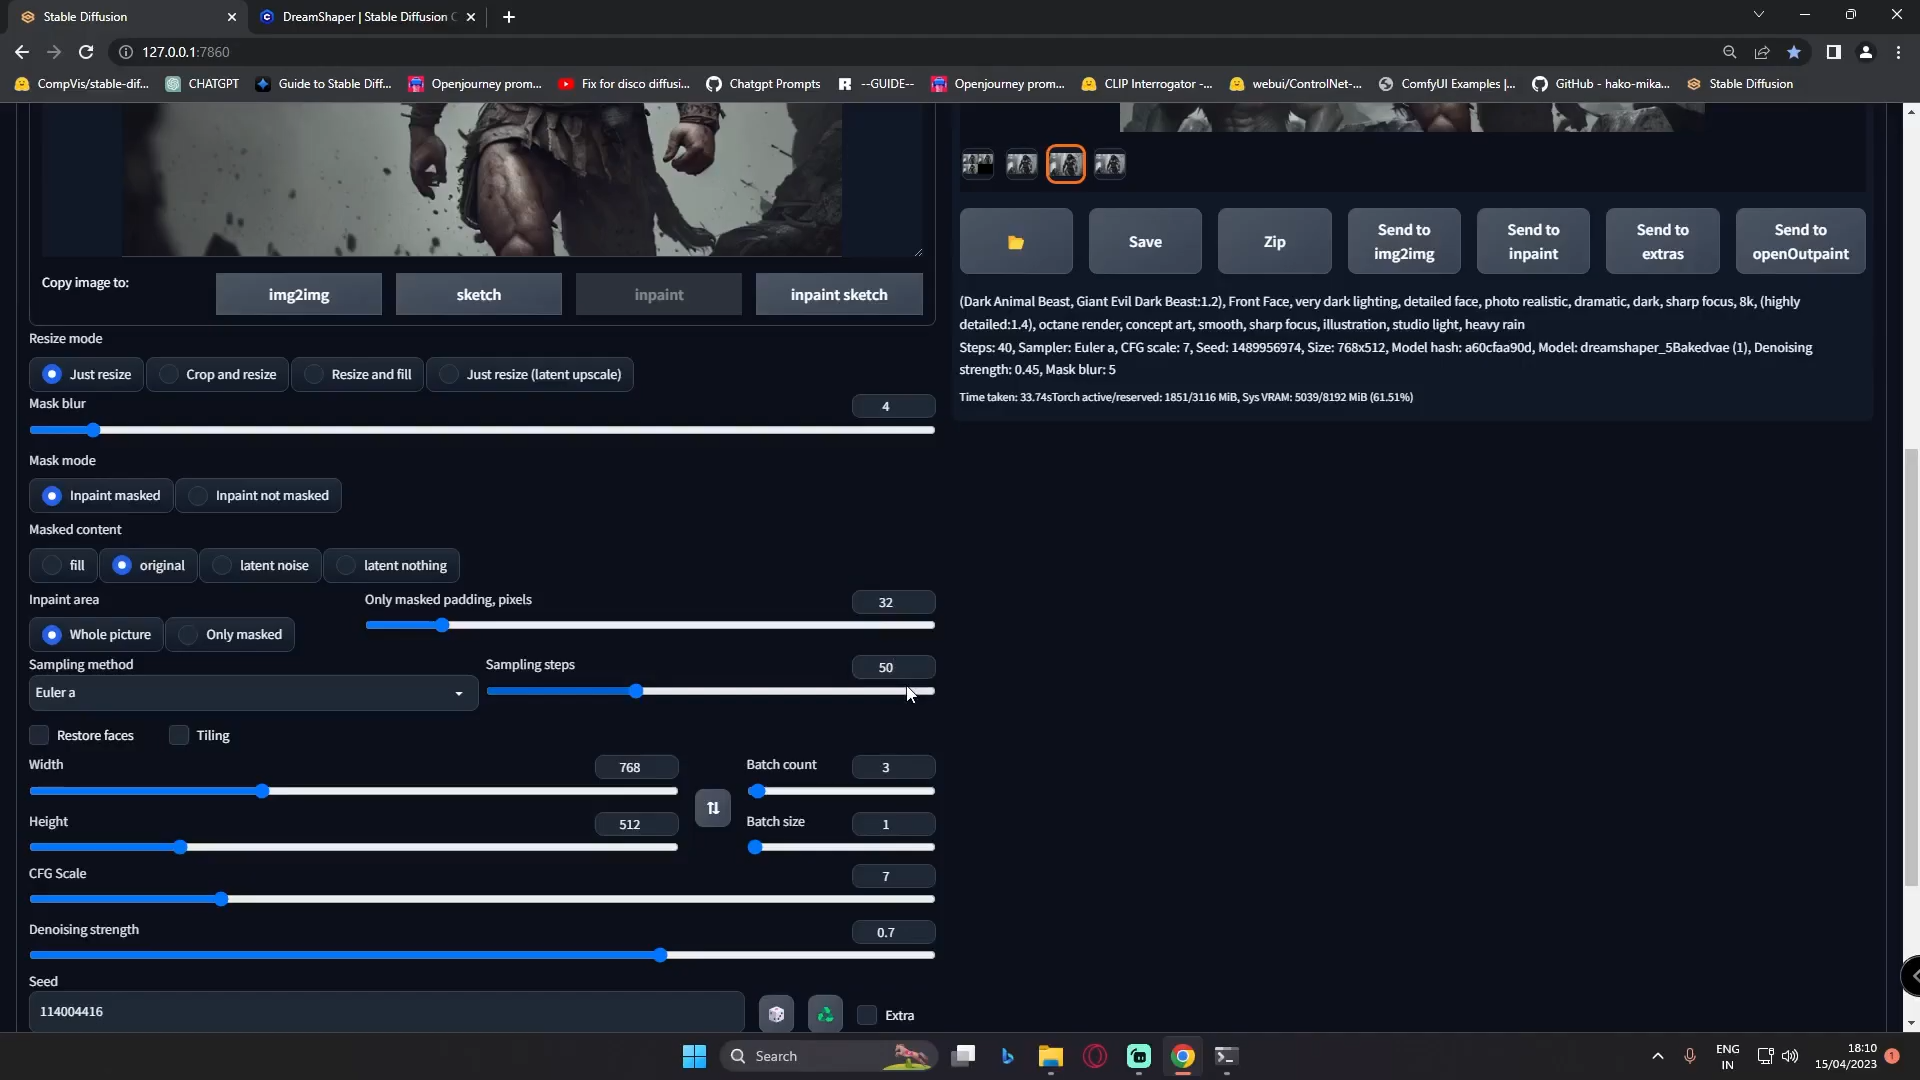 Stable Diffusion
DreamShaper | Stable Diffusion C
127.0.0.1:7860
CompVis/stable-dif...
CHATGPT
Guide to Stable Diff...
Openjourney prom...
Fix for disco diffusi...
Chatgpt Prompts
--GUIDE--
Openjourney prom...
CLIP Interrogator -...
webui/ControlNet-...
ComfyUI Examples |...
GitHub - hako-mika...
Stable Diffusion
Copy image to:
img2img
sketch
inpaint
inpaint sketch
Save
Zip
Send to
img2img
Send to
inpaint
Send to
extras
Send to
openOutpaint
(Dark Animal Beast, Giant Evil Dark Beast:1.2), Front Face, very dark lighting, detailed face, photo realistic, dramatic, dark, sharp focus, 8k, (highly
detailed:1.4), octane render, concept art, smooth, sharp focus, illustration, studio light, heavy rain
Steps: 40, Sampler: Euler a, CFG scale: 7, Seed: 1489956974, Size: 768x512, Model hash: a60cfaa90d, Model: dreamshaper_5Bakedvae (1), Denoising
strength: 0.45, Mask blur: 5
Time taken: 33.74sTorch active/reserved: 1851/3116 MiB, Sys VRAM: 5039/8192 MiB (61.51%)
Resize mode
Just resize
Crop and resize
Resize and fill
Just resize (latent upscale)
Mask blur
4
Mask mode
Inpaint masked
Inpaint not masked
Masked content
fill
original
latent noise
latent nothing
Inpaint area
Only masked padding, pixels
32
Whole picture
Only masked
Sampling method
Sampling steps
50
Euler a
Restore faces
Tiling
Width
768
Batch count
3
Height
512
Batch size
1
CFG Scale
7
Denoising strength
0.7
Seed
114004416
Extra
Search
ENG
IN
18:10
15/04/2023
1